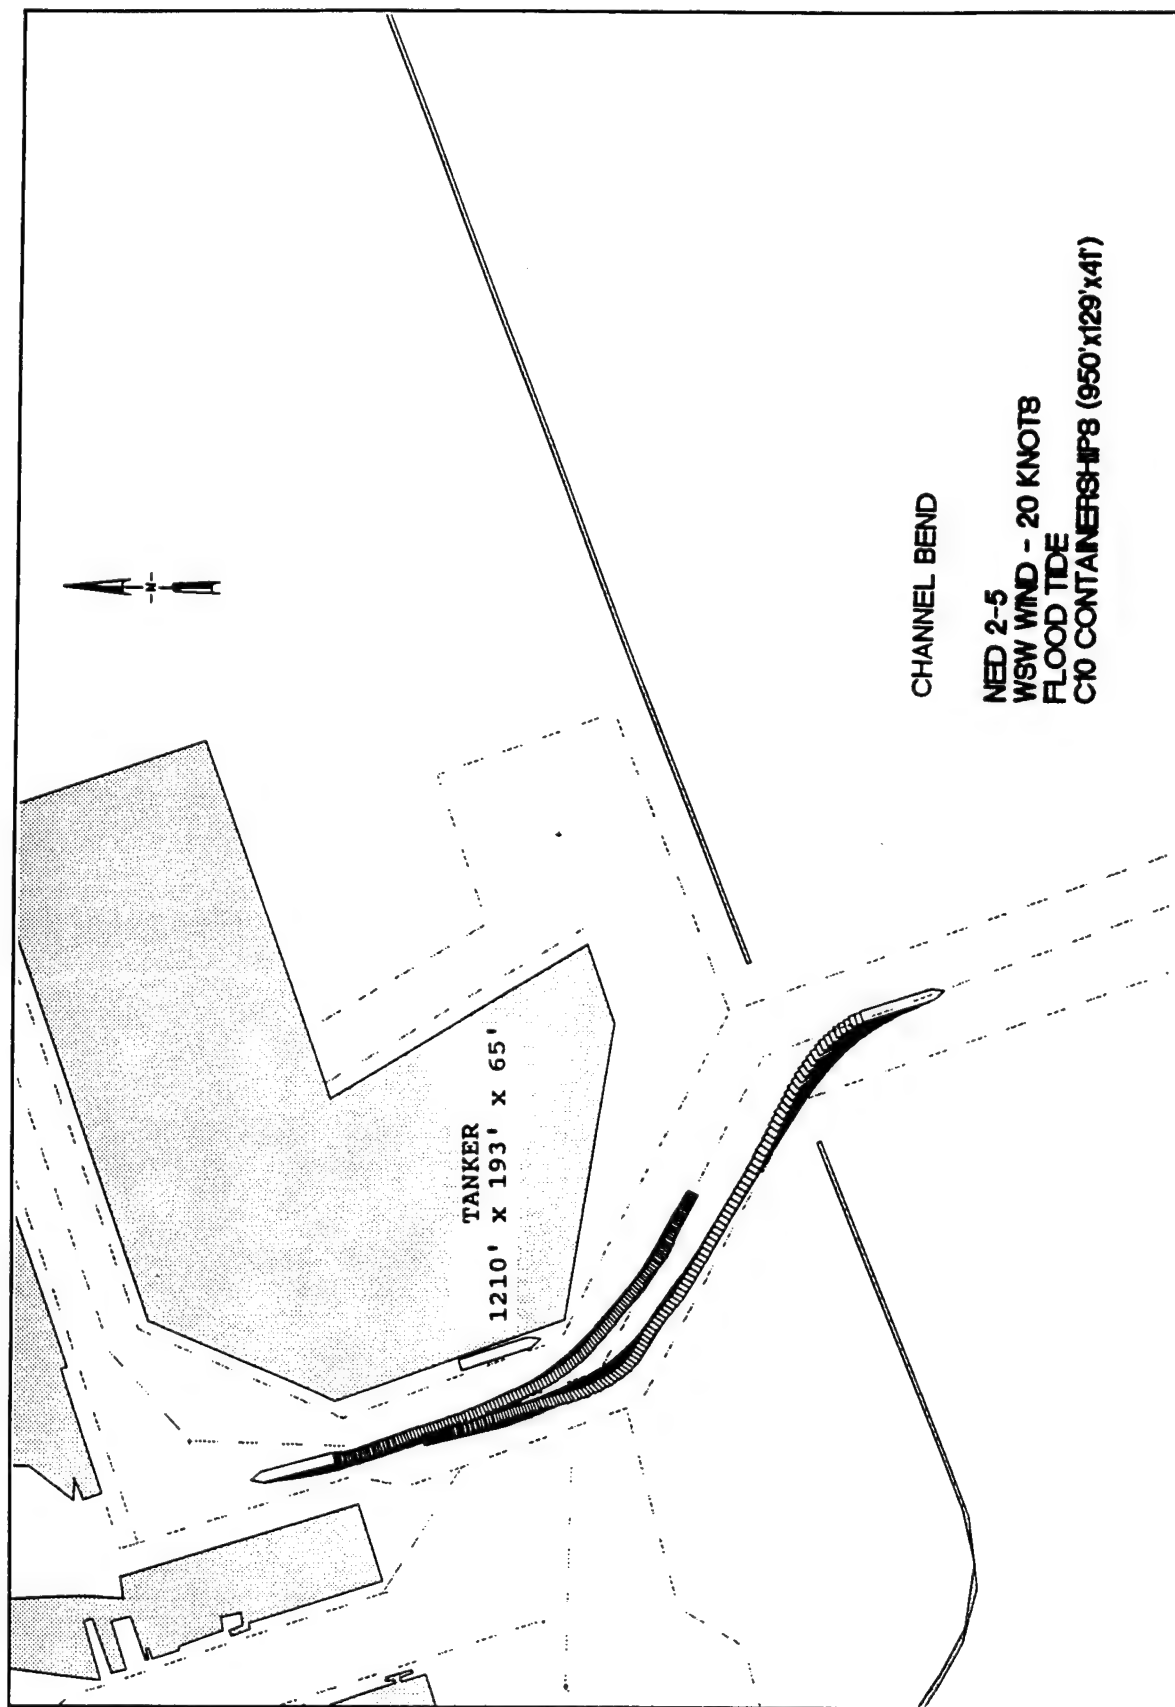 -N-
TANKER
1210' x 193' x 65'
CHANNEL BEND
NED 2-5
WSW WIND - 20 KNOTS
FLOOD TIDE
C10 CONTAINERSHIPS (950'x129'x41')